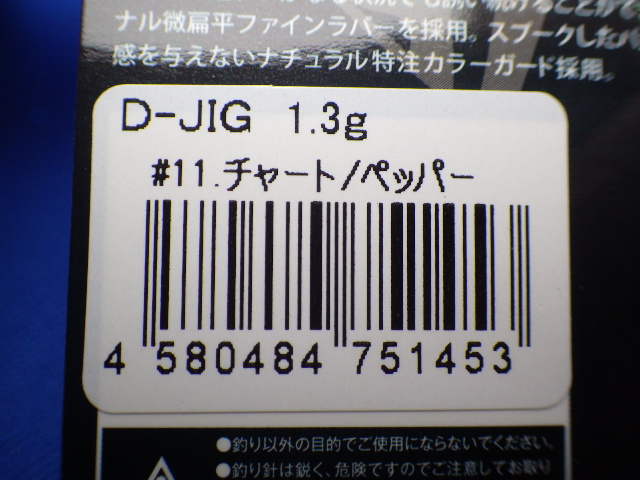 ナル微扁平ファインラバーを採用。スプークした
感を与えないナチュラル特注カラーガード採用。
D-JIG 1.3g
#11.チャート/ペッパー
4 580484 751453
●釣り以外の目的でご使用にならないでください。
●釣り針は鋭く、危険ですのでご注意してお取り